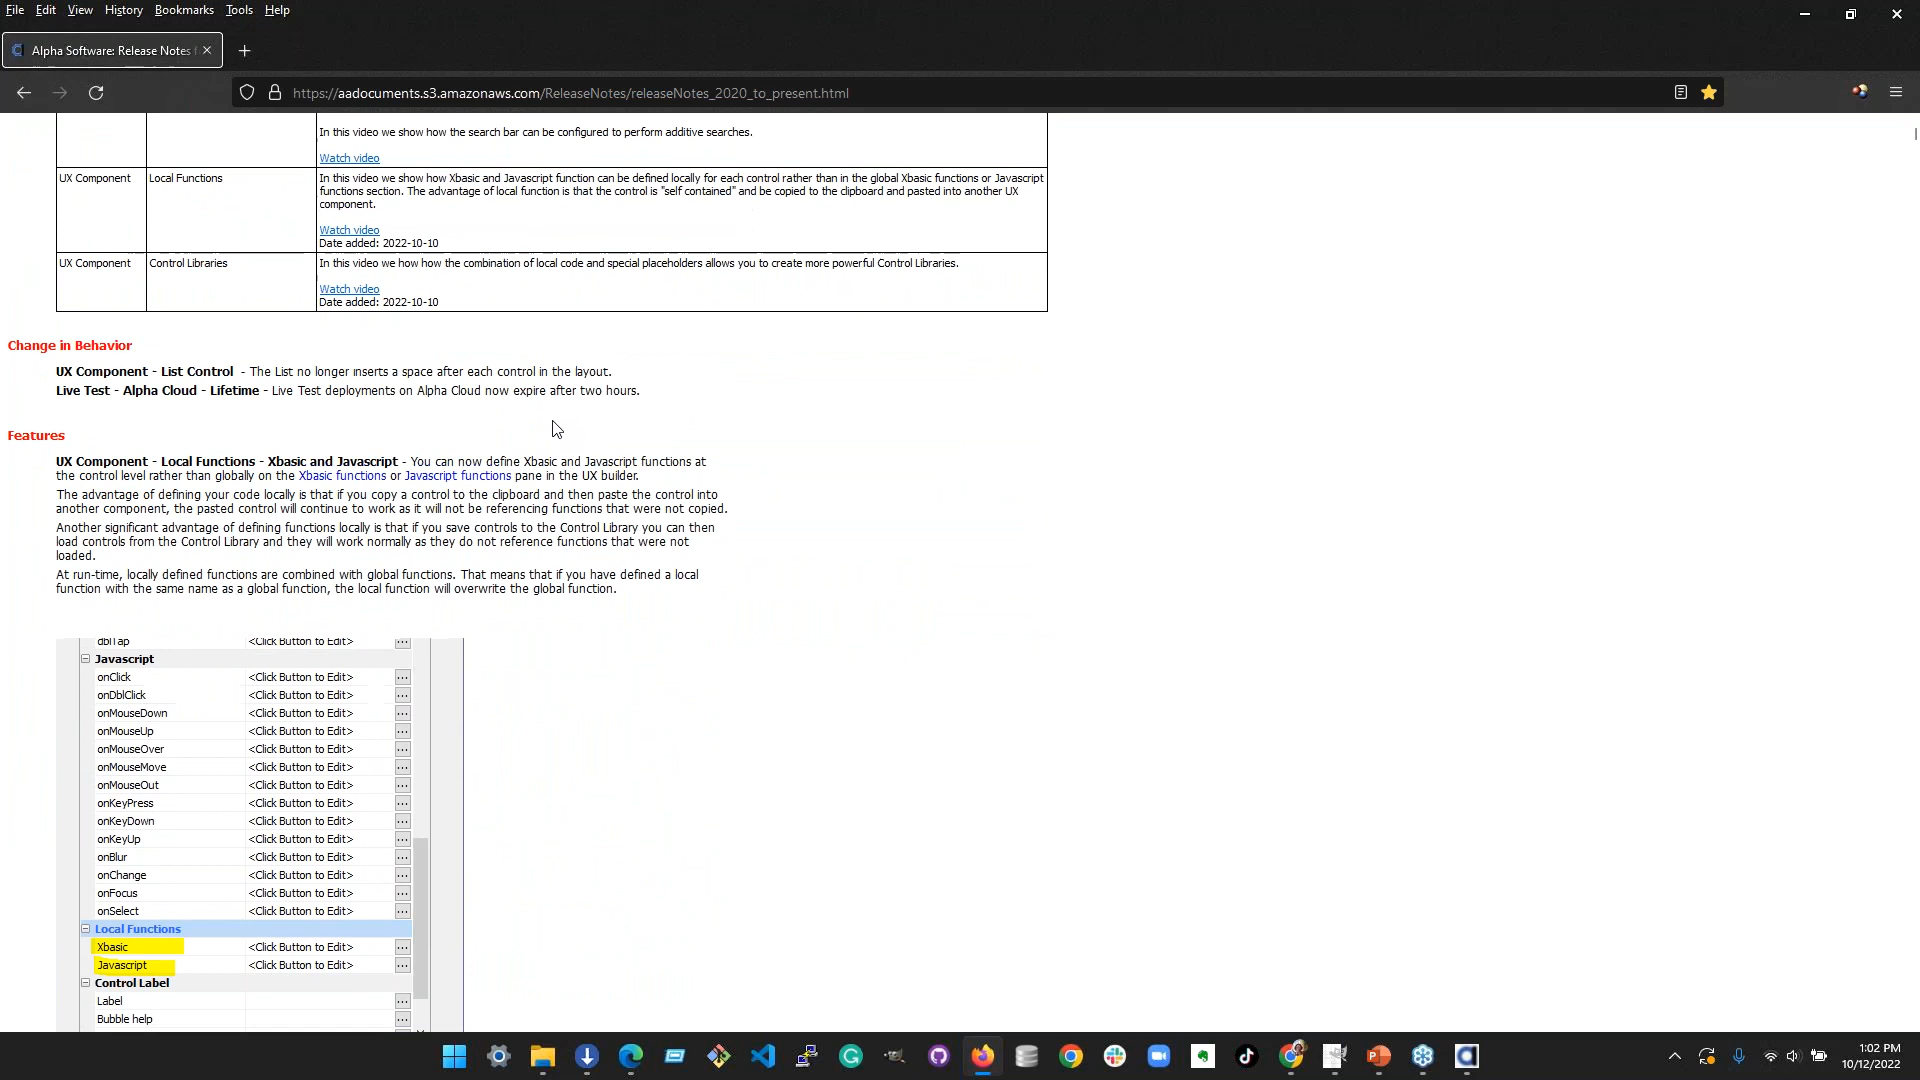 File Edit View History Bookmarks Tools Help
Alpha Software: Release Notes f
https://aadocuments.s3.amazonaws.com/ReleaseNotes/releaseNotes_2020_to_present.html
In this video we show how the search bar can be configured to perform additive searches.
Watch video
UX Component Local Functions In this video we show how Xbasic and Javascript function can be defined locally for each control rather than in the global Xbasic functions or Javascript
functions section. The advantage of local function is that the control is "self contained" and be copied to the clipboard and pasted into another UX
component.
Watch video
Date added: 2022-10-10
UX Component Control Libraries In this video we how how the combination of local code and special placeholders allows you to create more powerful Control Libraries.
Watch video
Date added: 2022-10-10
Change in Behavior
UX Component - List Control - The List no longer inserts a space after each control in the layout.
Live Test - Alpha Cloud - Lifetime - Live Test deployments on Alpha Cloud now expire after two hours.
Features
UX Component - Local Functions - Xbasic and Javascript - You can now define Xbasic and Javascript functions at
the control level rather than globally on the Xbasic functions or Javascript functions pane in the UX builder.
The advantage of defining your code locally is that if you copy a control to the clipboard and then paste the control into
another component, the pasted control will continue to work as it will not be referencing functions that were not copied.
Another significant advantage of defining functions locally is that if you save controls to the Control Library you can then
load controls from the Control Library and they will work normally as they do not reference functions that were not
loaded.
At run-time, locally defined functions are combined with global functions. That means that if you have defined a local
function with the same name as a global function, the local function will overwrite the global function.
dblTap <Click Button to Edit> ...
Javascript
onClick <Click Button to Edit> ...
onDblClick <Click Button to Edit> ...
onMouseDown <Click Button to Edit> ...
onMouseUp <Click Button to Edit> ...
onMouseOver <Click Button to Edit> ...
onMouseMove <Click Button to Edit> ...
onMouseOut <Click Button to Edit> ...
onKeyPress <Click Button to Edit> ...
onKeyDown <Click Button to Edit> ...
onKeyUp <Click Button to Edit> ...
onBlur <Click Button to Edit> ...
onChange <Click Button to Edit> ...
onFocus <Click Button to Edit> ...
onSelect <Click Button to Edit> ...
Local Functions
Xbasic <Click Button to Edit> ...
Javascript <Click Button to Edit> ...
Control Label
Label ...
Bubble help ...
1:02 PM
10/12/2022